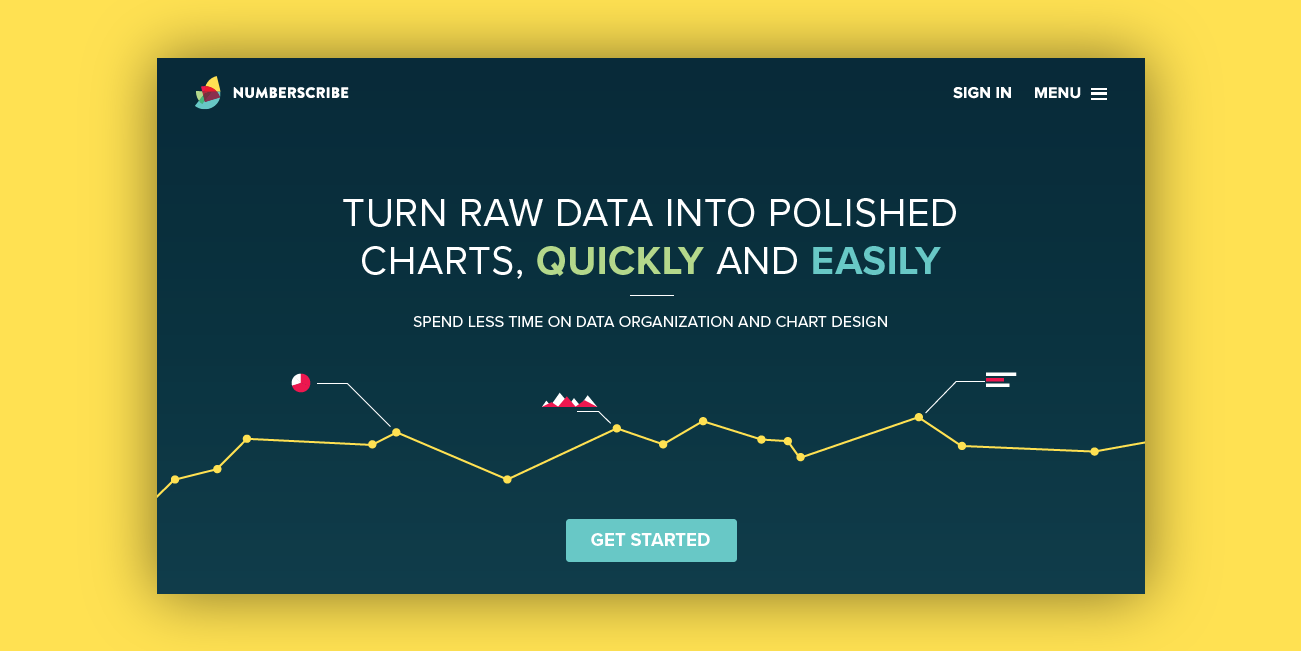 NUMBERSCRIBE
SIGN IN
MENU
TURN RAW DATA INTO POLISHED
CHARTS, QUICKLY AND EASILY
SPEND LESS TIME ON DATA ORGANIZATION AND CHART DESIGN
GET STARTED